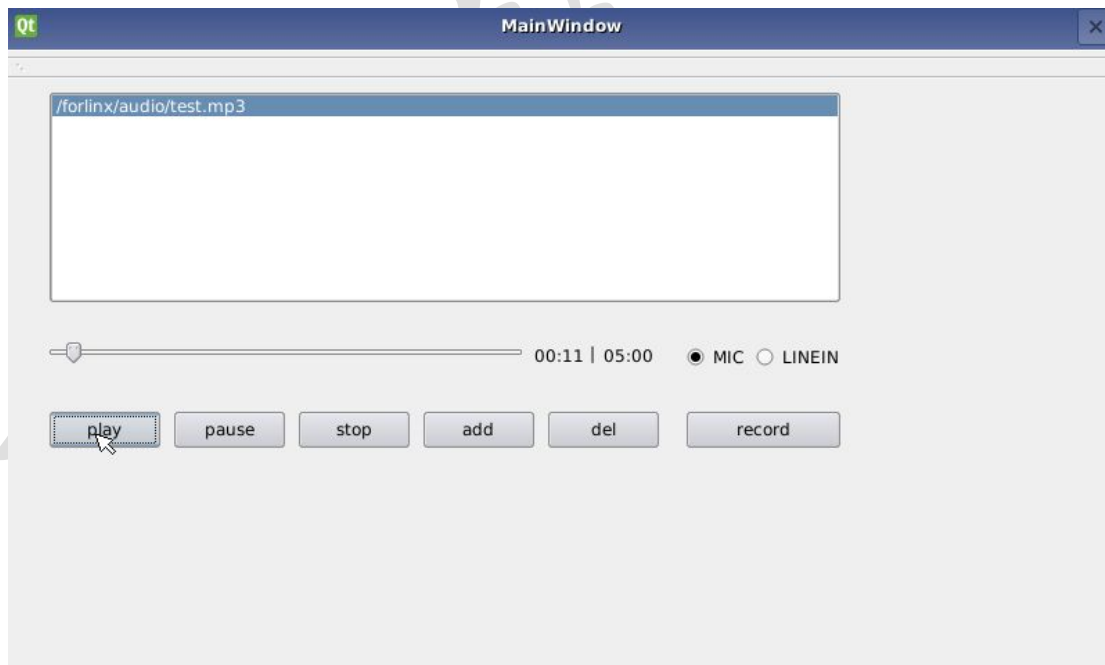 Qt MainWindow
/forlinx/audio/test.mp3
00:11 | 05:00 MIC LINEIN
play pause stop add del record